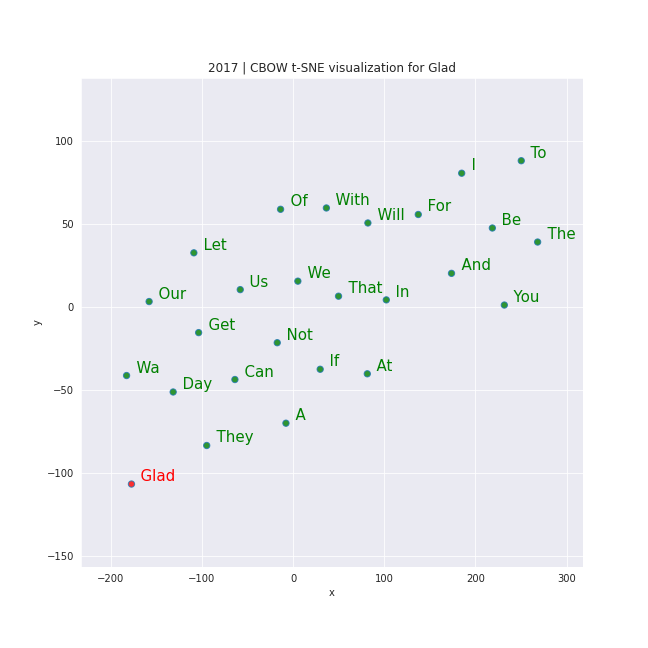 2017 | CBOW t-SNE visualization for Glad
100
50
0
−50
−100
−150
y
To
I
Of
With
Will
For
Be
The
Let
And
Us
We
That
In
You
Our
Get
Not
If
At
Wa
Day
Can
A
They
Glad
−200
−100
0
100
200
300
x